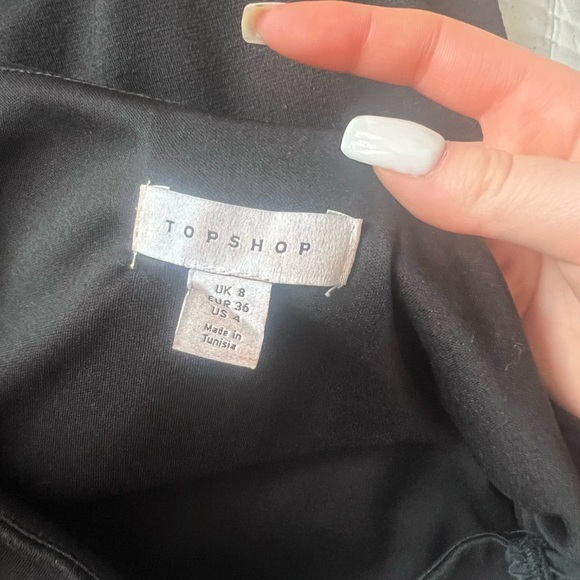 TOPSHOP
UK 8
EUR 36
US 4
Made in
Tunisia